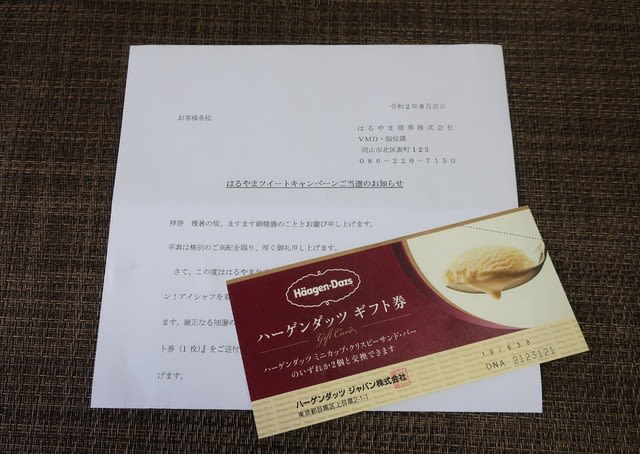 令和2年8月吉日
お客様各位
はるやま商事株式会社
VMD・販促課
岡山市北区表町1-2-3
086-226-7150
はるやまツイートキャンペーンご当選のお知らせ
拝啓 残暑の候、ますます御健勝のこととお慶び申し上げます。
平素は格別のご高配を賜り、厚く御礼申し上げます。
さて、この度ははるやま
ン！アイシャツを
ます。厳正なる抽選の
ト券（1枚）』をご送付
げます。
Häagen-Dazs
ハーゲンダッツ ギフト券
Gift Card
ハーゲンダッツ ミニカップ・クリスピーサンド・バー
のいずれか2個と交換できます
ハーゲンダッツ ジャパン株式会社
東京都目黒区上目黒2-1-1
DNA 2123121